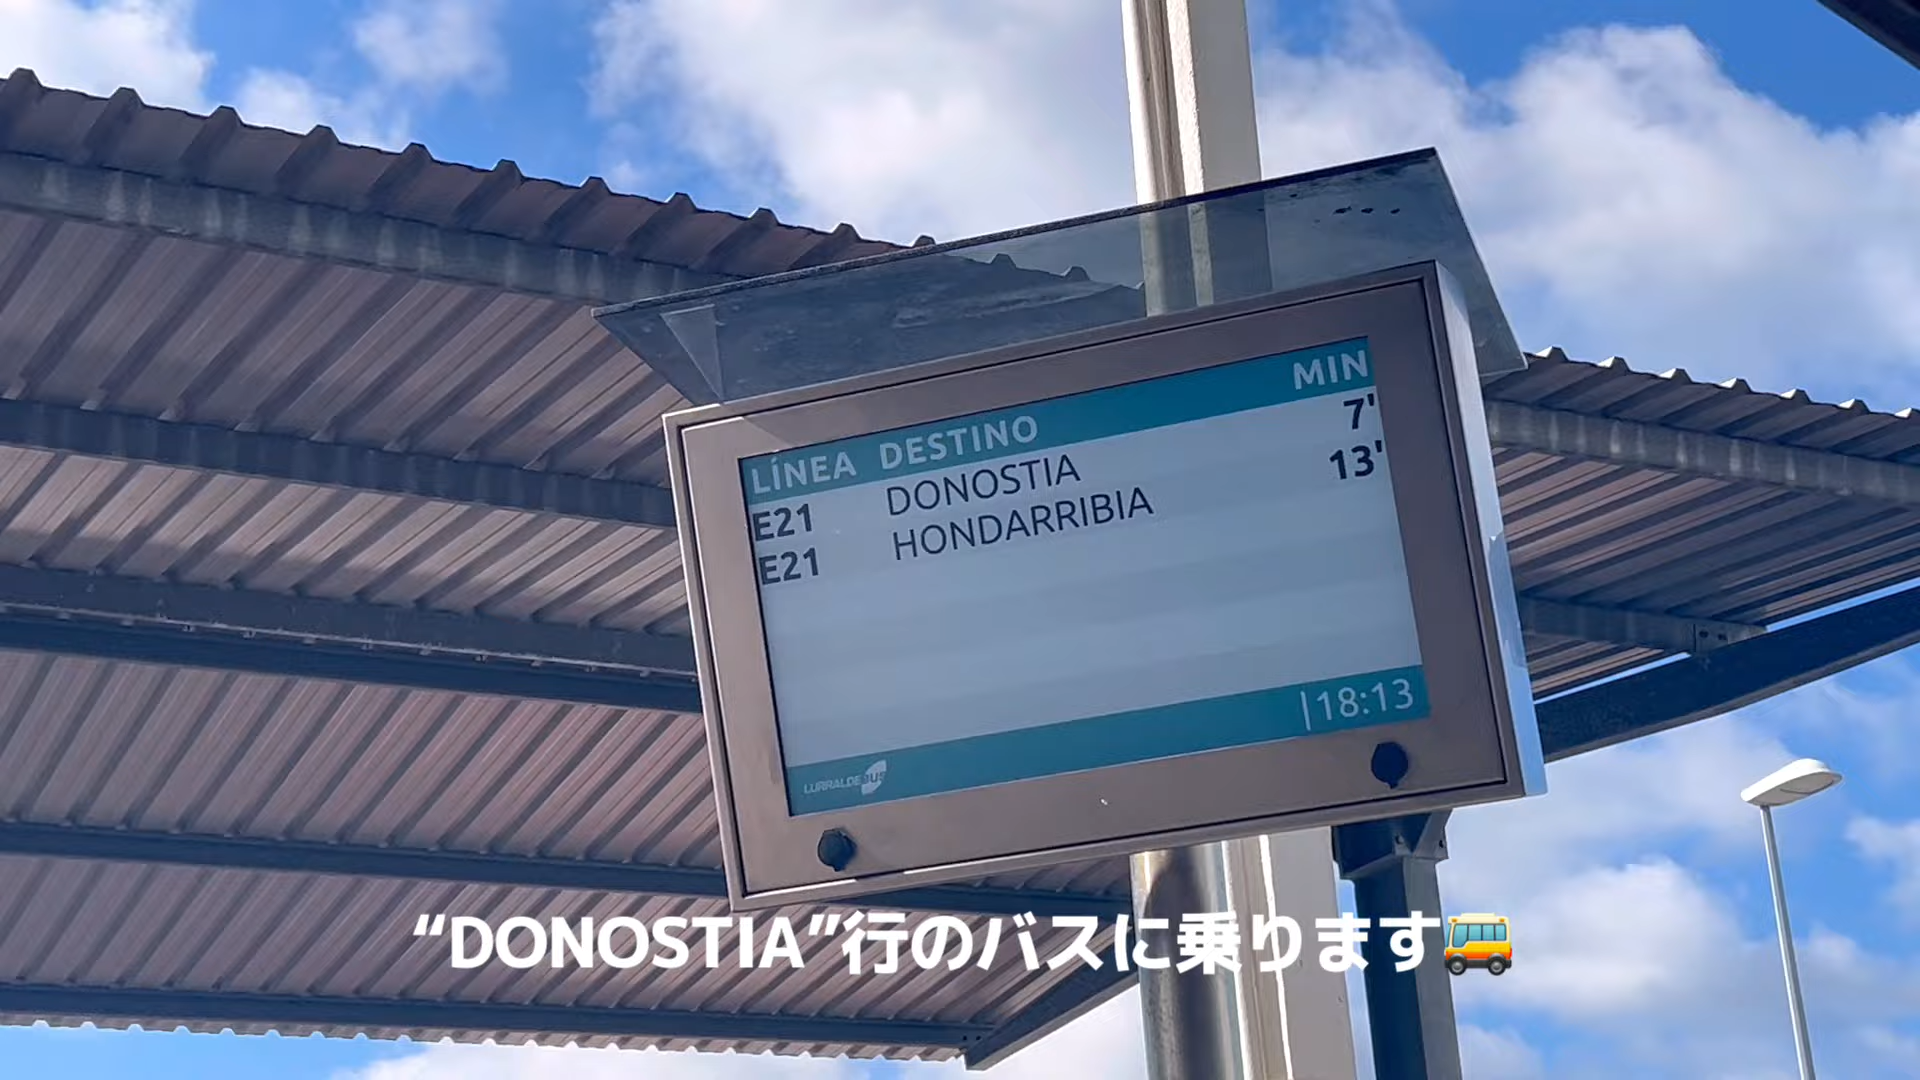 LÍNEA DESTINO MIN
E21 DONOSTIA 7'
E21 HONDARRIBIA 13'
|18:13
LURRALDEBUS
“DONOSTIA”行のバスに乗ります🚌